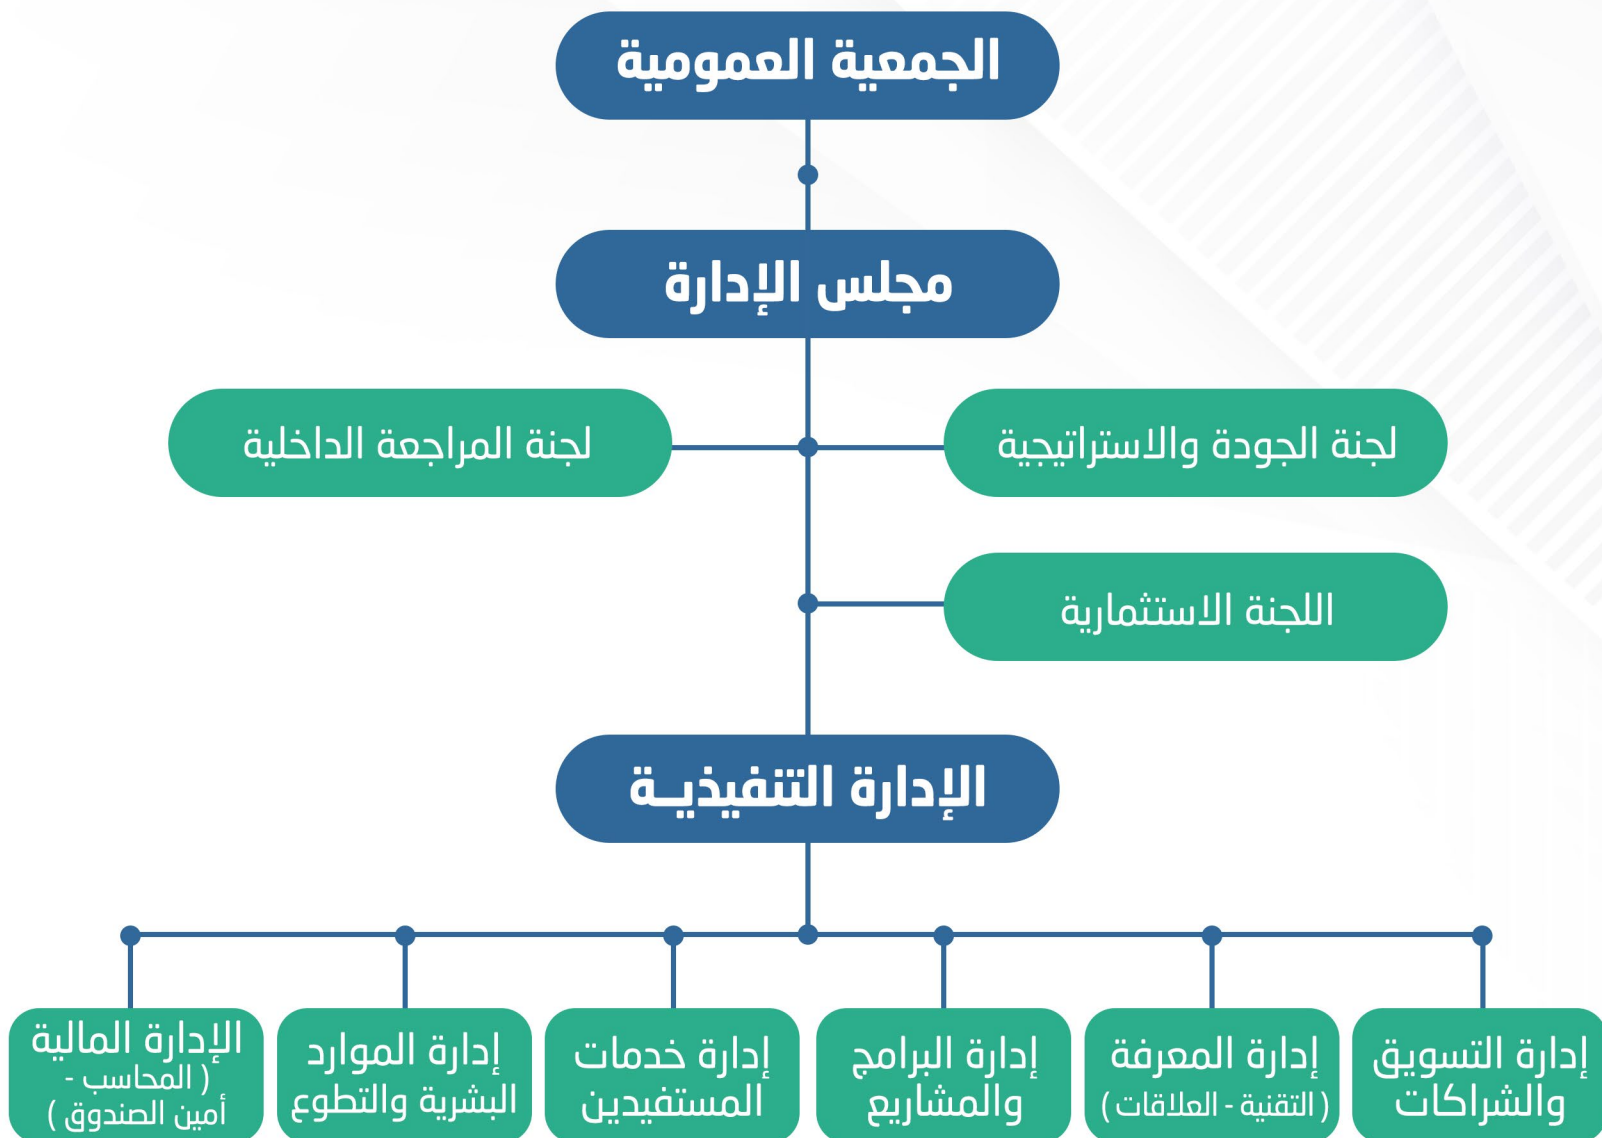 الجمعية العمومية
مجلس الإدارة
لجنة الجودة والاستراتيجية
لجنة المراجعة الداخلية
اللجنة الاستثمارية
الإدارة التنفيذيـة
إدارة التسويق
والشراكات
إدارة المعرفة
( التقنية - العلاقات )
إدارة البرامج
والمشاريع
إدارة خدمات
المستفيدين
إدارة الموارد
البشرية والتطوع
الإدارة المالية
( المحاسب -
أمين الصندوق )